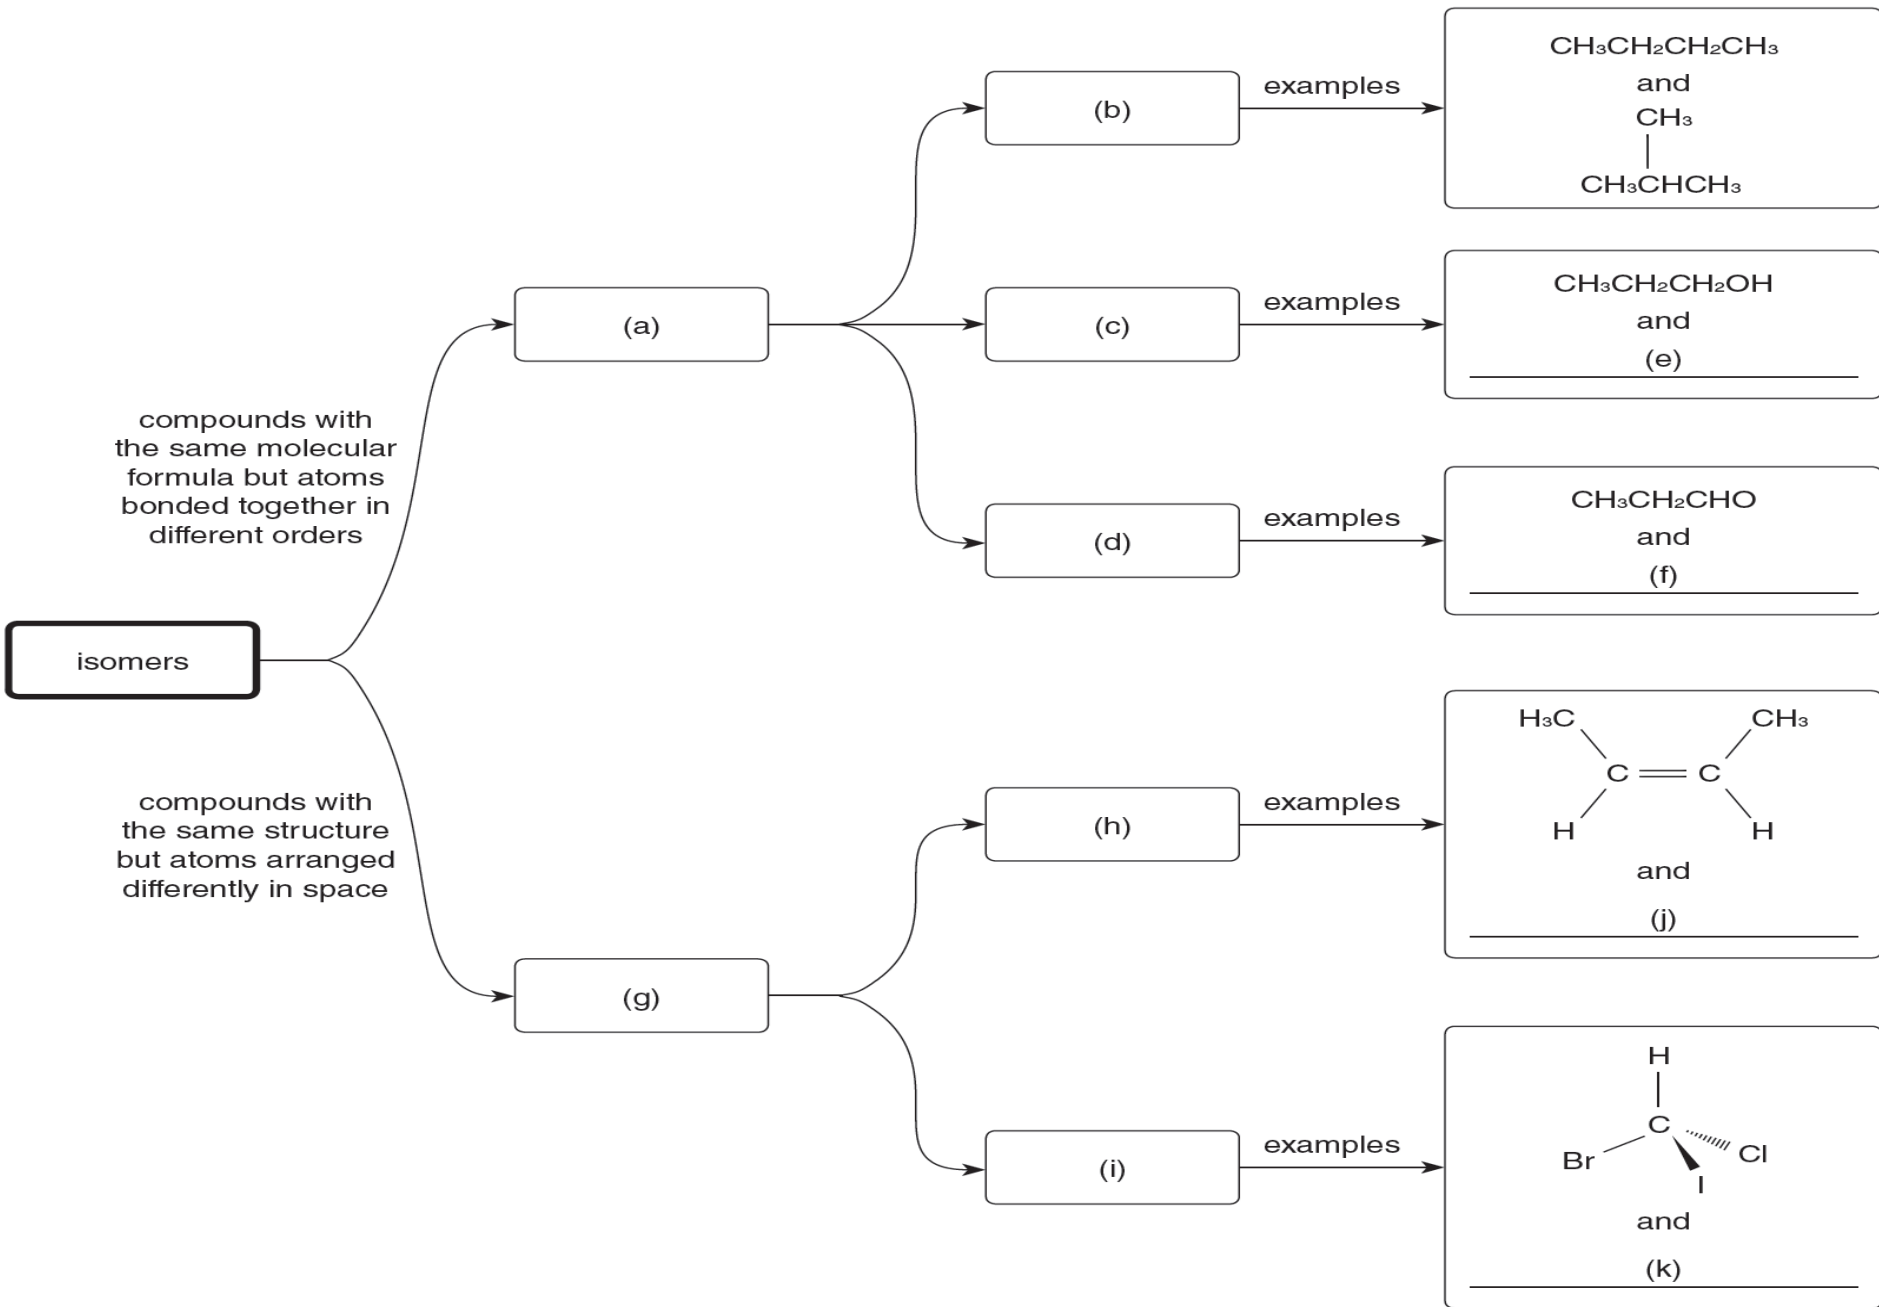 isomers
compounds with
the same molecular
formula but atoms
bonded together in
different orders
(a)
(b)
examples
CH₃CH₂CH₂CH₃
and
CH₃
CH₃CHCH₃
(c)
examples
CH₃CH₂CH₂OH
and
(e)
(d)
examples
CH₃CH₂CHO
and
(f)
compounds with
the same structure
but atoms arranged
differently in space
(g)
(h)
examples
H₃C CH₃
C C
H H
and
(j)
(i)
examples
H
C
Br Cl
I
and
(k)